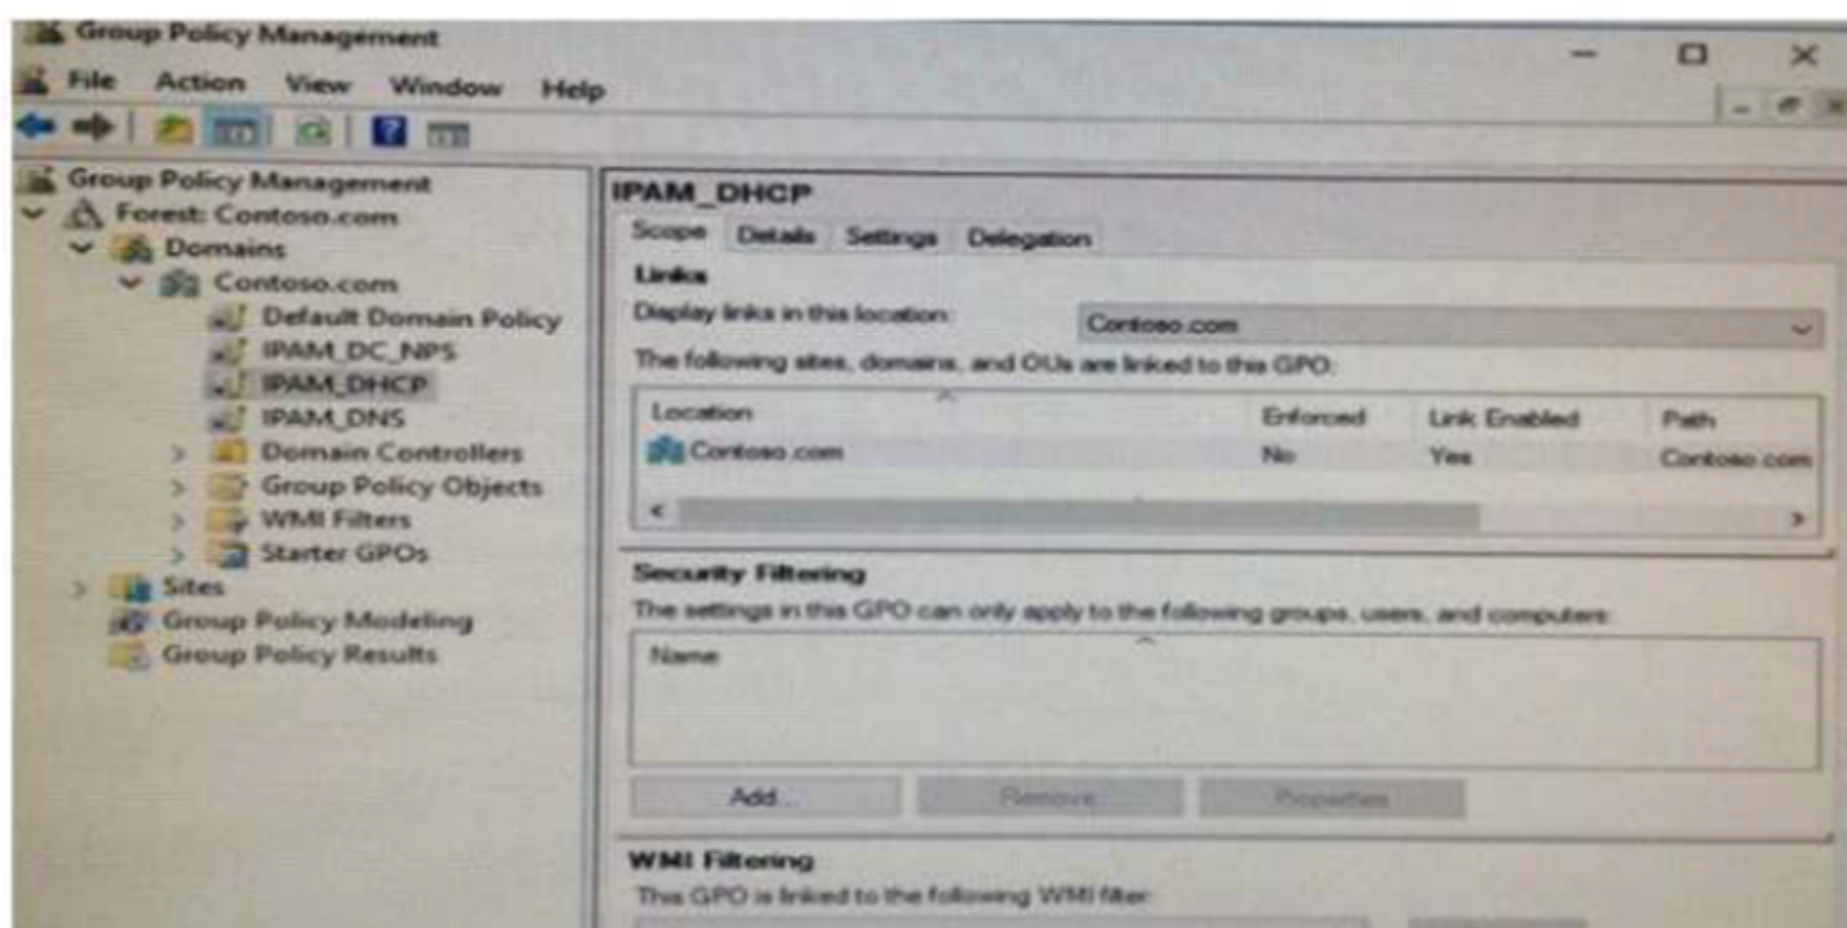 Group Policy Management
File Action View Window Help
Group Policy Management
Forest: Contoso.com
Domains
Contoso.com
Default Domain Policy
IPAM_DC_NPS
IPAM_DHCP
IPAM_DNS
Domain Controllers
Group Policy Objects
WMI Filters
Starter GPOs
Sites
Group Policy Modeling
Group Policy Results
IPAM_DHCP
Scope Details Settings Delegation
Links
Display links in this location: Contoso.com
The following sites, domains, and OUs are linked to this GPO:
Location Enforced Link Enabled Path
Contoso.com No Yes Contoso.com
Security Filtering
The settings in this GPO can only apply to the following groups, users, and computers:
Name
Add... Remove Properties
WMI Filtering
This GPO is linked to the following WMI filter: